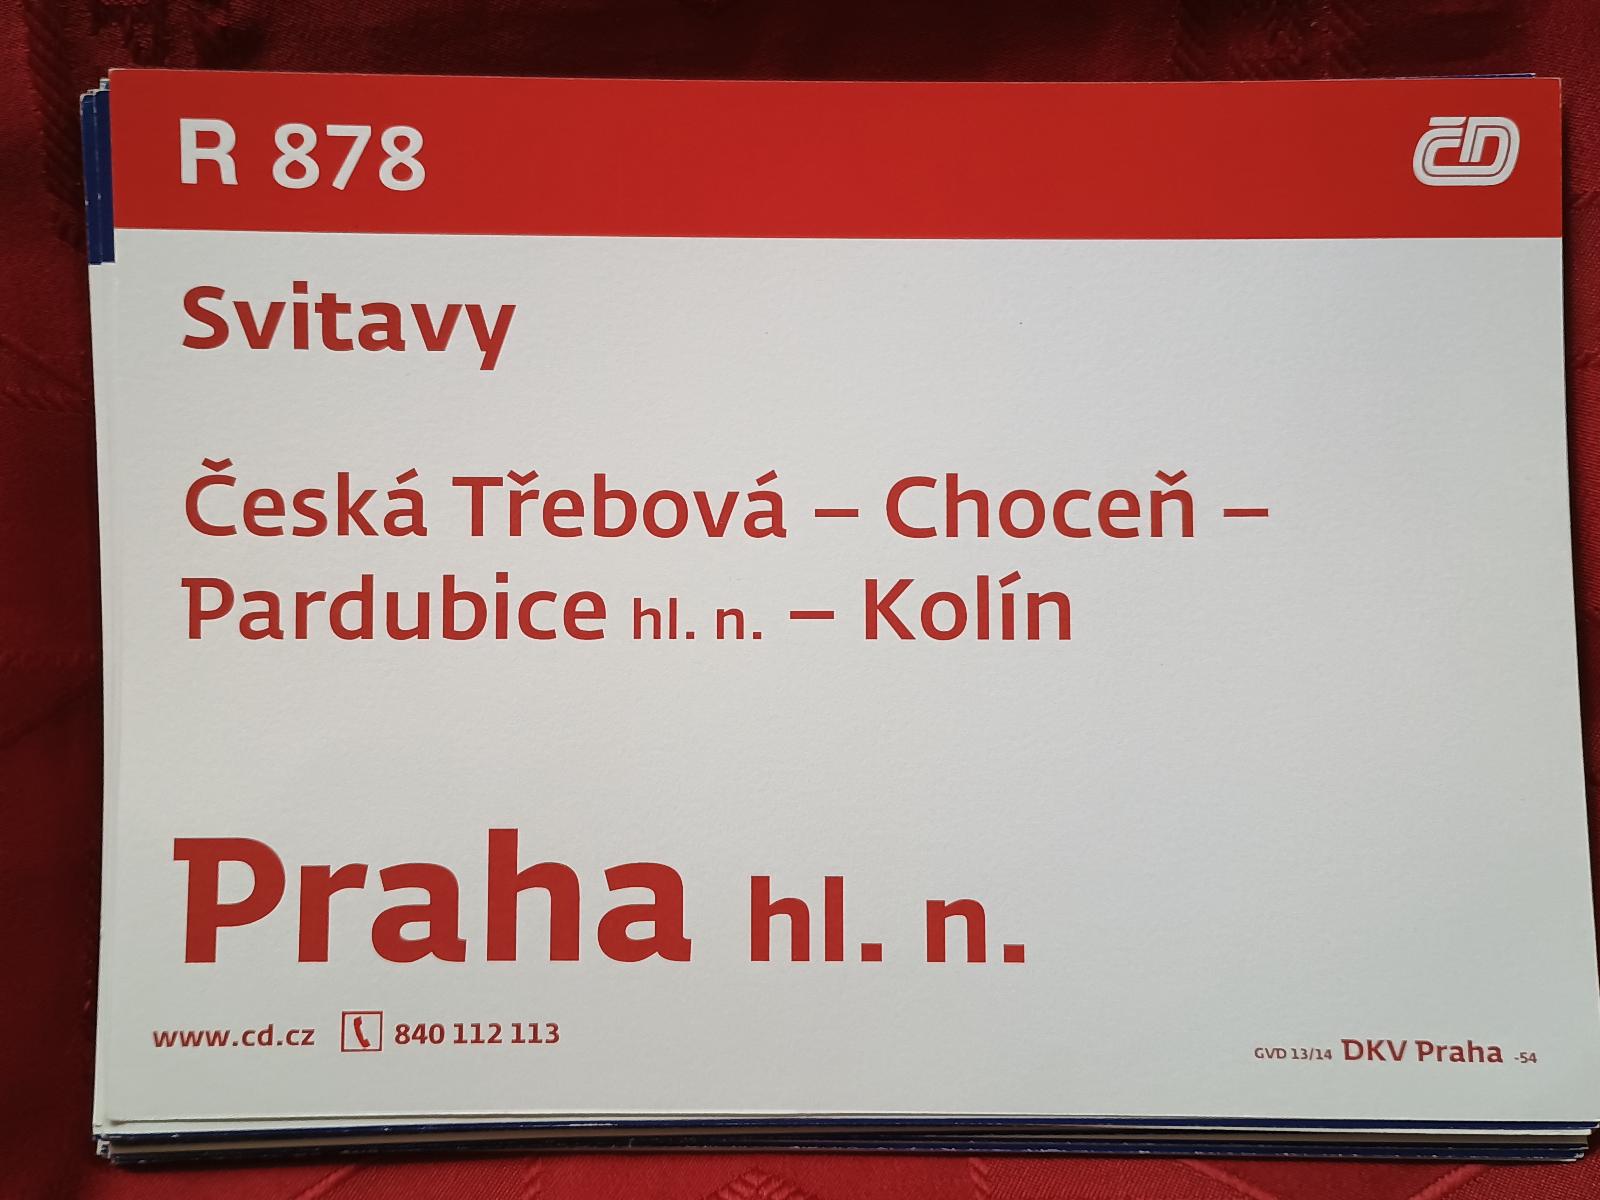 R 878 ČD
Svitavy
Česká Třebová – Choceň –
Pardubice hl. n. – Kolín
Praha hl. n.
www.cd.cz 840 112 113
GVD 13/14 DKV Praha -54